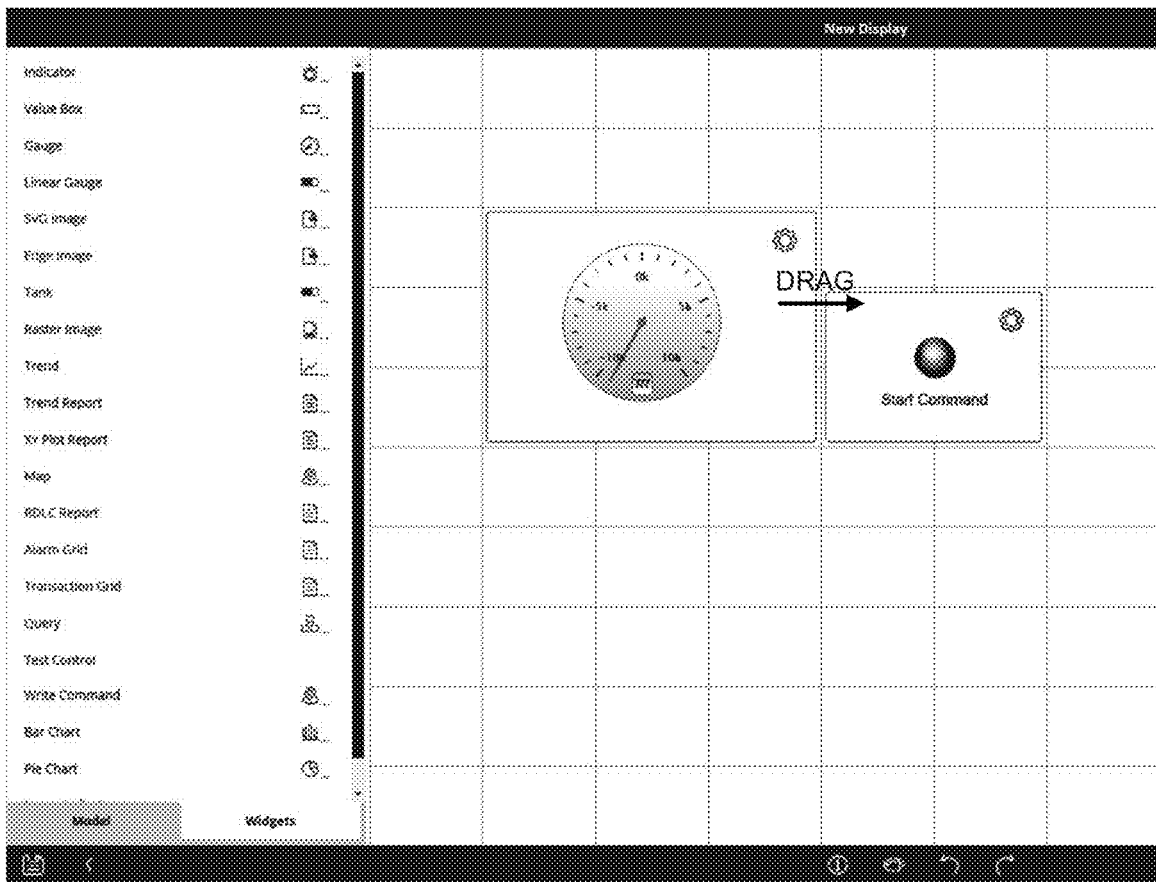 New Display
Indicator
Value Box
Gauge
Linear Gauge
SVG Image
Edge Image
Tank
Raster Image
Trend
Trend Report
XY Plot Report
Map
RDLC Report
Alarm Grid
Transaction Grid
Query
Test Control
Write Command
Bar Chart
Pie Chart
Model
Widgets
0k
DRAG
Start Command